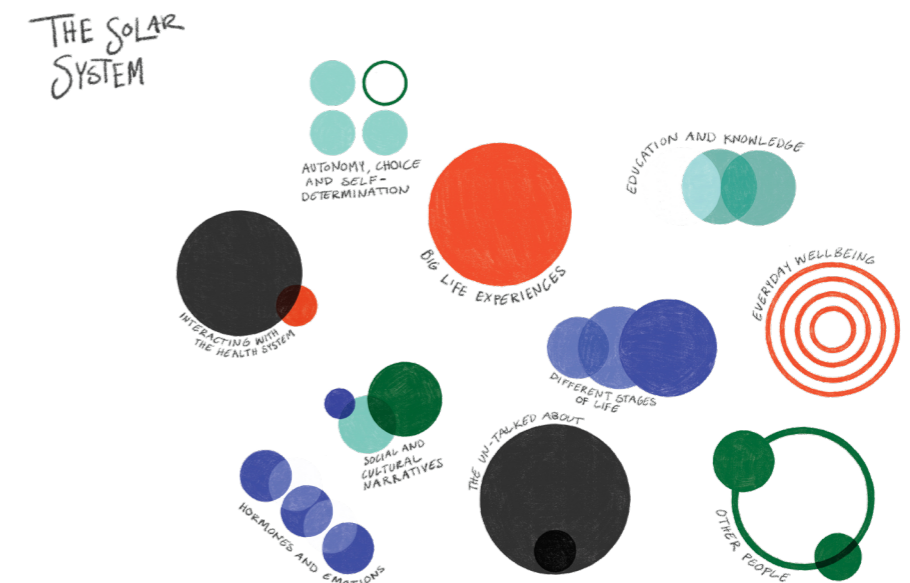 THE SOLAR
SYSTEM
AUTONOMY, CHOICE
AND SELF-
DETERMINATION
BIG LIFE EXPERIENCES
EDUCATION AND KNOWLEDGE
INTERACTING WITH
THE HEALTH SYSTEM
EVERYDAY WELLBEING
DIFFERENT STAGES
OF LIFE
SOCIAL AND
CULTURAL
NARRATIVES
THE UN-TALKED ABOUT
HORMONES AND EMOTIONS
OTHER PEOPLE